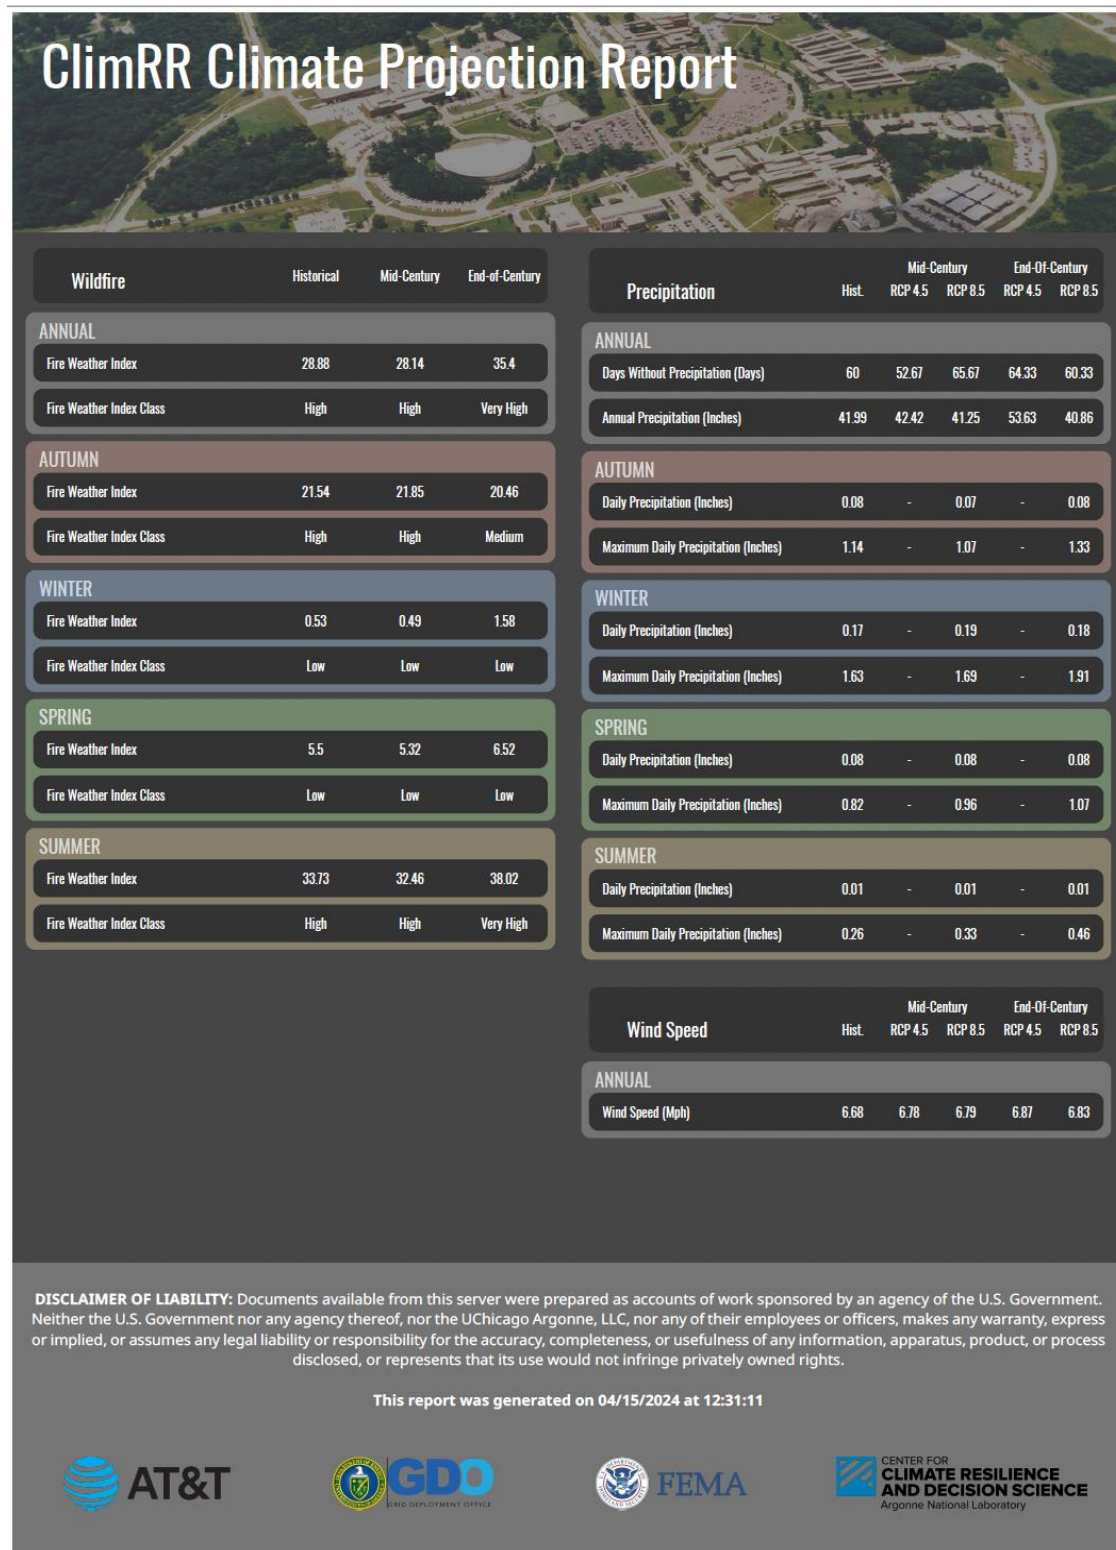 ClimRR Climate Projection Report
Wildfire Historical Mid-Century End-of-Century
ANNUAL
Fire Weather Index 28.88 28.14 35.4
Fire Weather Index Class High High Very High
AUTUMN
Fire Weather Index 21.54 21.85 20.46
Fire Weather Index Class High High Medium
WINTER
Fire Weather Index 0.53 0.49 1.58
Fire Weather Index Class Low Low Low
SPRING
Fire Weather Index 5.5 5.32 6.52
Fire Weather Index Class Low Low Low
SUMMER
Fire Weather Index 33.73 32.46 38.02
Fire Weather Index Class High High Very High
Mid-Century End-Of-Century
Precipitation Hist. RCP 4.5 RCP 8.5 RCP 4.5 RCP 8.5
ANNUAL
Days Without Precipitation (Days) 60 52.67 65.67 64.33 60.33
Annual Precipitation (Inches) 41.99 42.42 41.25 53.63 40.86
AUTUMN
Daily Precipitation (Inches) 0.08 - 0.07 - 0.08
Maximum Daily Precipitation (Inches) 1.14 - 1.07 - 1.33
WINTER
Daily Precipitation (Inches) 0.17 - 0.19 - 0.18
Maximum Daily Precipitation (Inches) 1.63 - 1.69 - 1.91
SPRING
Daily Precipitation (Inches) 0.08 - 0.08 - 0.08
Maximum Daily Precipitation (Inches) 0.82 - 0.96 - 1.07
SUMMER
Daily Precipitation (Inches) 0.01 - 0.01 - 0.01
Maximum Daily Precipitation (Inches) 0.26 - 0.33 - 0.46
Mid-Century End-Of-Century
Wind Speed Hist. RCP 4.5 RCP 8.5 RCP 4.5 RCP 8.5
ANNUAL
Wind Speed (Mph) 6.68 6.78 6.79 6.87 6.83
DISCLAIMER OF LIABILITY: Documents available from this server were prepared as accounts of work sponsored by an agency of the U.S. Government.
Neither the U.S. Government nor any agency thereof, nor the UChicago Argonne, LLC, nor any of their employees or officers, makes any warranty, express
or implied, or assumes any legal liability or responsibility for the accuracy, completeness, or usefulness of any information, apparatus, product, or process
disclosed, or represents that its use would not infringe privately owned rights.
This report was generated on 04/15/2024 at 12:31:11
AT&T
GDO
GRID DEPLOYMENT OFFICE
FEMA
CENTER FOR
CLIMATE RESILIENCE
AND DECISION SCIENCE
Argonne National Laboratory